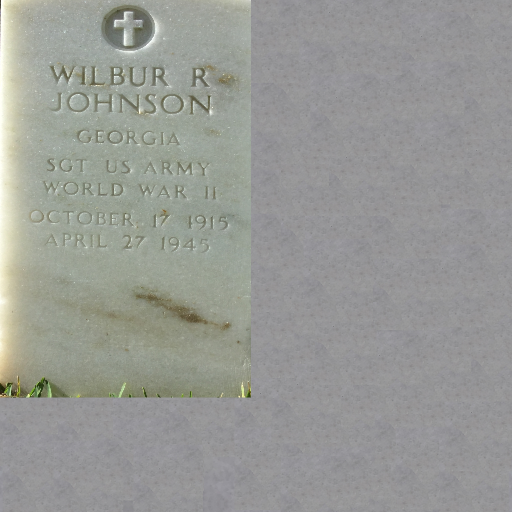 WILBUR R
JOHNSON
GEORGIA
SGT US ARMY
WORLD WAR II
OCTOBER 17 1915
APRIL 27 1945